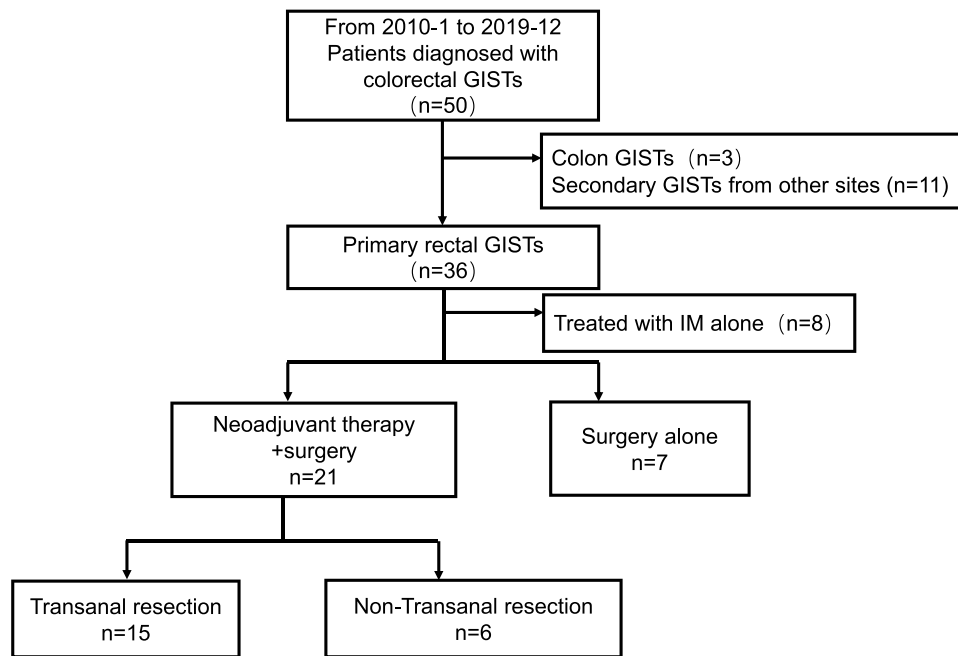 From 2010-1 to 2019-12
Patients diagnosed with
colorectal GISTs
（n=50）
Colon GISTs（n=3）
Secondary GISTs from other sites (n=11)
Primary rectal GISTs
（n=36）
Treated with IM alone（n=8）
Neoadjuvant therapy
+surgery
n=21
Surgery alone
n=7
Transanal resection
n=15
Non-Transanal resection
n=6